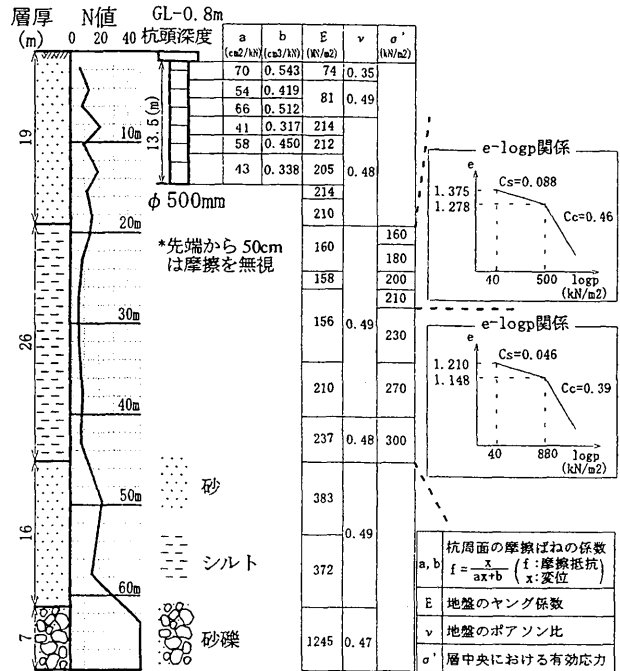 層厚 N値 GL-0.8m
(m) 0 20 40 杭頭深度
a b E ν σ'
(cm2/kN) (cm3/kN) (MN/m2) (kN/m2)
70 0.543 74 0.35
54 0.419 81 0.49
66 0.512
41 0.317 214
58 0.450 212
43 0.338 205 0.48
214
210
13.5(m)
φ 500mm
*先端から 50cm
は摩擦を無視
19
26
16
7
10m
20m
30m
40m
50m
60m
160 160
180
158 200
210
156 0.49 230
210 270
237 0.48 300
383
0.49
372
1245 0.47
砂
シルト
砂礫
e-logp関係
e
Cs=0.088
1.375
1.278
Cc=0.46
40 500 logp
(kN/m2)
e-logp関係
e
Cs=0.046
1.210
1.148
Cc=0.39
40 880 logp
(kN/m2)
a,b 杭周面の摩擦ばねの係数
f=x/(ax+b) (f:摩擦抵抗 x:変位)
E 地盤のヤング係数
ν 地盤のポアソン比
σ' 層中央における有効応力